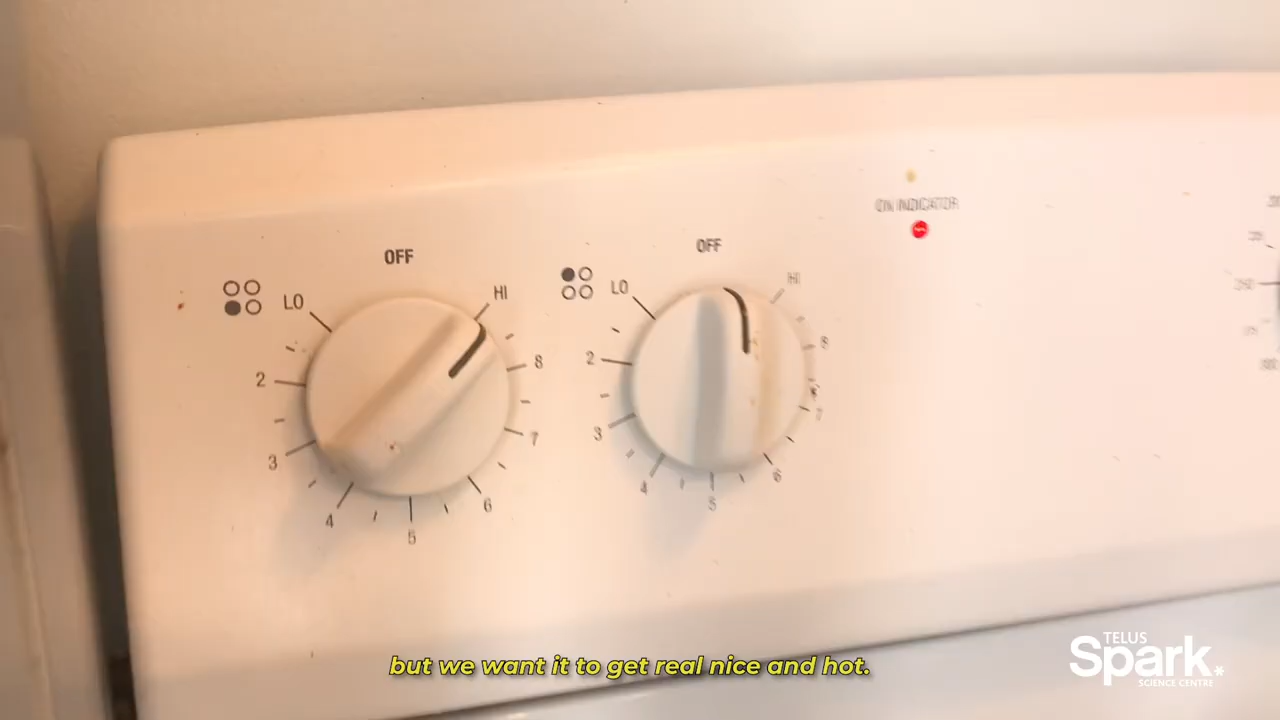 OFF
OFF
ON INDICATOR
LO
HI
LO
HI
8
8
2
2
7
3
3
4
6
4
6
5
5
but we want it to get real nice and hot.
TELUS
Spark.
SCIENCE CENTRE